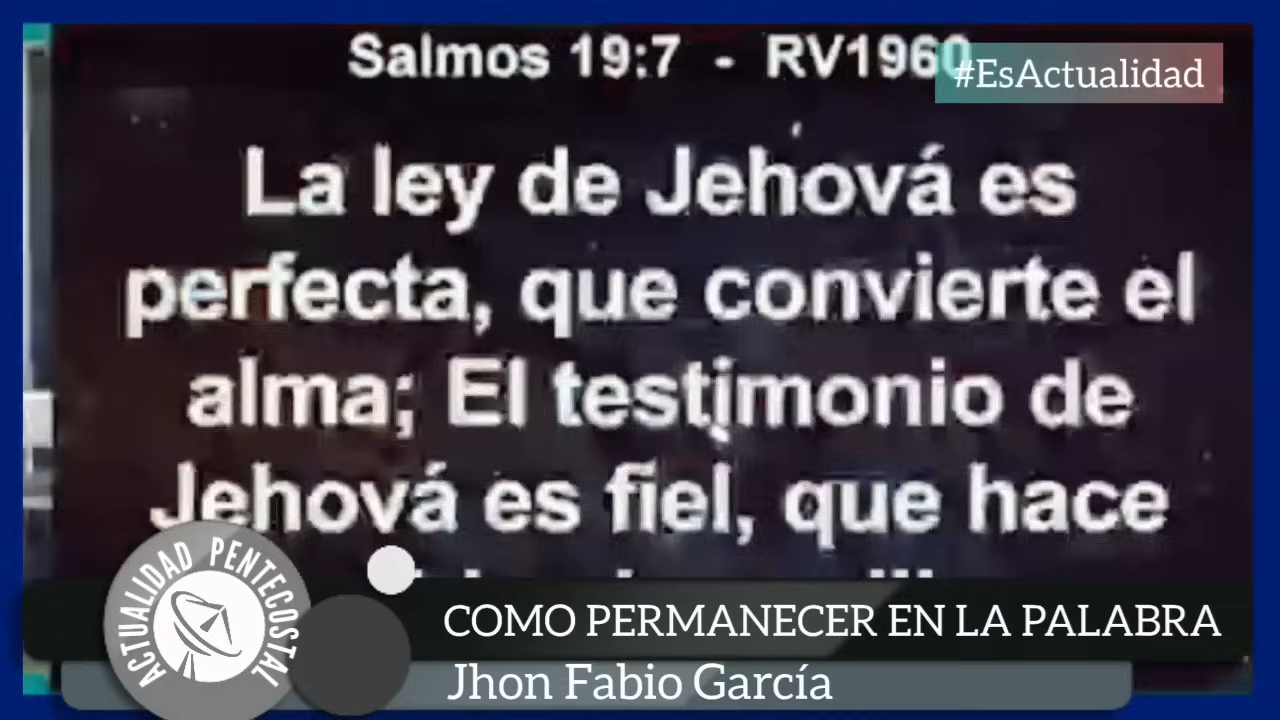 Salmos 19:7 - RV1960
#EsActualidad
La ley de Jehová es
perfecta, que convierte el
alma; El testimonio de
Jehová es fiel, que hace
ACTUALIDAD PENTECOSTAL
COMO PERMANECER EN LA PALABRA
Jhon Fabio García